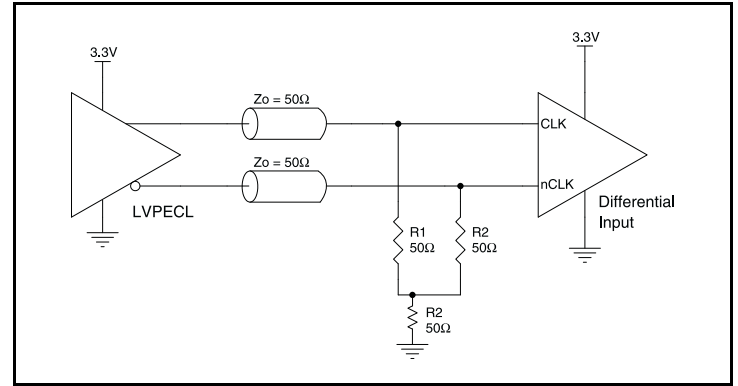 3.3V
3.3V
Zo = 50Ω
CLK
Zo = 50Ω
nCLK
LVPECL
Differential
Input
R1
50Ω
R2
50Ω
R2
50Ω